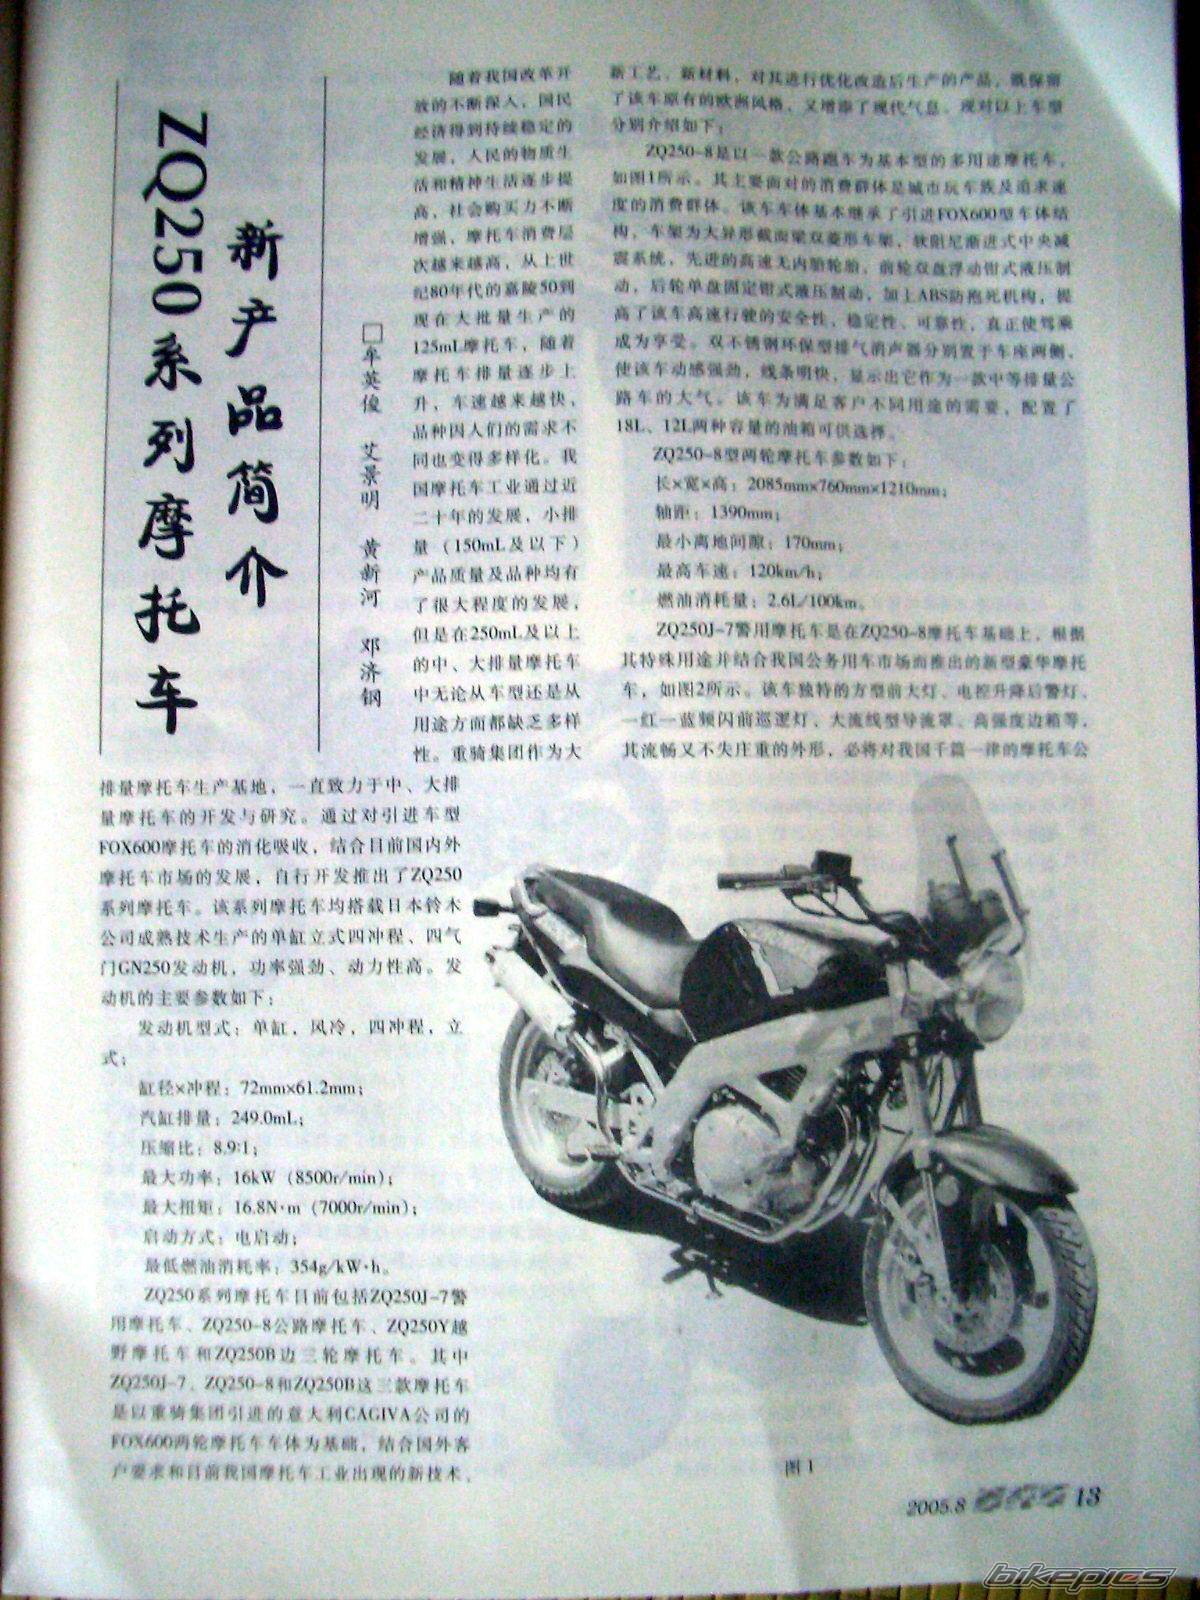 ZQ250系列摩托车
新产品简介
□牟英俊 艾景明 黄新河 邓济钢
随着我国改革开
放的不断深入，国民
经济得到持续稳定的
发展，人民的物质生
活和精神生活逐步提
高，社会购买力不断
增强，摩托车消费层
次越来越高，从上世
纪80年代的嘉陵50到
现在大批量生产的
125mL摩托车，随着
摩托车排量逐步上
升，车速越来越快，
品种因人们的需求不
同也变得多样化。我
国摩托车工业通过近
二十年的发展，小排
量（150mL及以下）
产品质量及品种均有
了很大程度的发展，
但是在250mL及以上
的中、大排量摩托车
中无论从车型还是从
用途方面都缺乏多样
性。重骑集团作为大
排量摩托车生产基地，一直致力于中、大排
量摩托车的开发与研究。通过对引进车型
FOX600摩托车的消化吸收，结合目前国内外
摩托车市场的发展，自行开发推出了ZQ250
系列摩托车。该系列摩托车均搭载日本铃木
公司成熟技术生产的单缸立式四冲程、四气
门GN250发动机，功率强劲、动力性高。发
动机的主要参数如下：
发动机型式：单缸，风冷，四冲程，立
式；
缸径×冲程：72mm×61.2mm；
汽缸排量：249.0mL；
压缩比：8.9:1；
最大功率：16kW（8500r/min）；
最大扭矩：16.8N·m（7000r/min）；
启动方式：电启动；
最低燃油消耗率：354g/kW·h。
ZQ250系列摩托车目前包括ZQ250J-7警
用摩托车、ZQ250-8公路摩托车、ZQ250Y越
野摩托车和ZQ250B边三轮摩托车。其中
ZQ250J-7、ZQ250-8和ZQ250B这三款摩托车
是以重骑集团引进的意大利CAGIVA公司的
FOX600两轮摩托车车体为基础，结合国外客
户要求和目前我国摩托车工业出现的新技术、
新工艺、新材料，对其进行优化改造后生产的产品，既保留
了该车原有的欧洲风格，又增添了现代气息。现对以上车型
分别介绍如下：
ZQ250-8是以一款公路跑车为基本型的多用途摩托车，
如图1所示。其主要面对的消费群体是城市玩车族及追求速
度的消费群体。该车车体基本继承了引进FOX600型车体结
构，车架为大异形截面梁双菱形车架，软阻尼渐进式中央减
震系统，先进的高速无内胎轮胎，前轮双盘浮动钳式液压制
动，后轮单盘固定钳式液压制动，加上ABS防抱死机构，提
高了该车高速行驶的安全性、稳定性、可靠性，真正使驾乘
成为享受。双不锈钢环保型排气消声器分别置于车座两侧，
使该车动感强劲，线条明快，显示出它作为一款中等排量公
路车的大气。该车为满足客户不同用途的需要，配置了
18L、12L两种容量的油箱可供选择。
ZQ250-8型两轮摩托车参数如下：
长×宽×高：2085mm×760mm×1210mm；
轴距：1390mm；
最小离地间隙：170mm；
最高车速：120km/h；
燃油消耗量：2.6L/100km。
ZQ250J-7警用摩托车是在ZQ250-8摩托车基础上，根据
其特殊用途并结合我国公务用车市场而推出的新型豪华摩托
车，如图2所示。该车独特的方型前大灯、电控升降后警灯、
一红一蓝频闪前巡逻灯、大流线型导流罩、高强度边箱等，
其流畅又不失庄重的外形，必将对我国千篇一律的摩托车公
图1
2005.8 13
bikepics